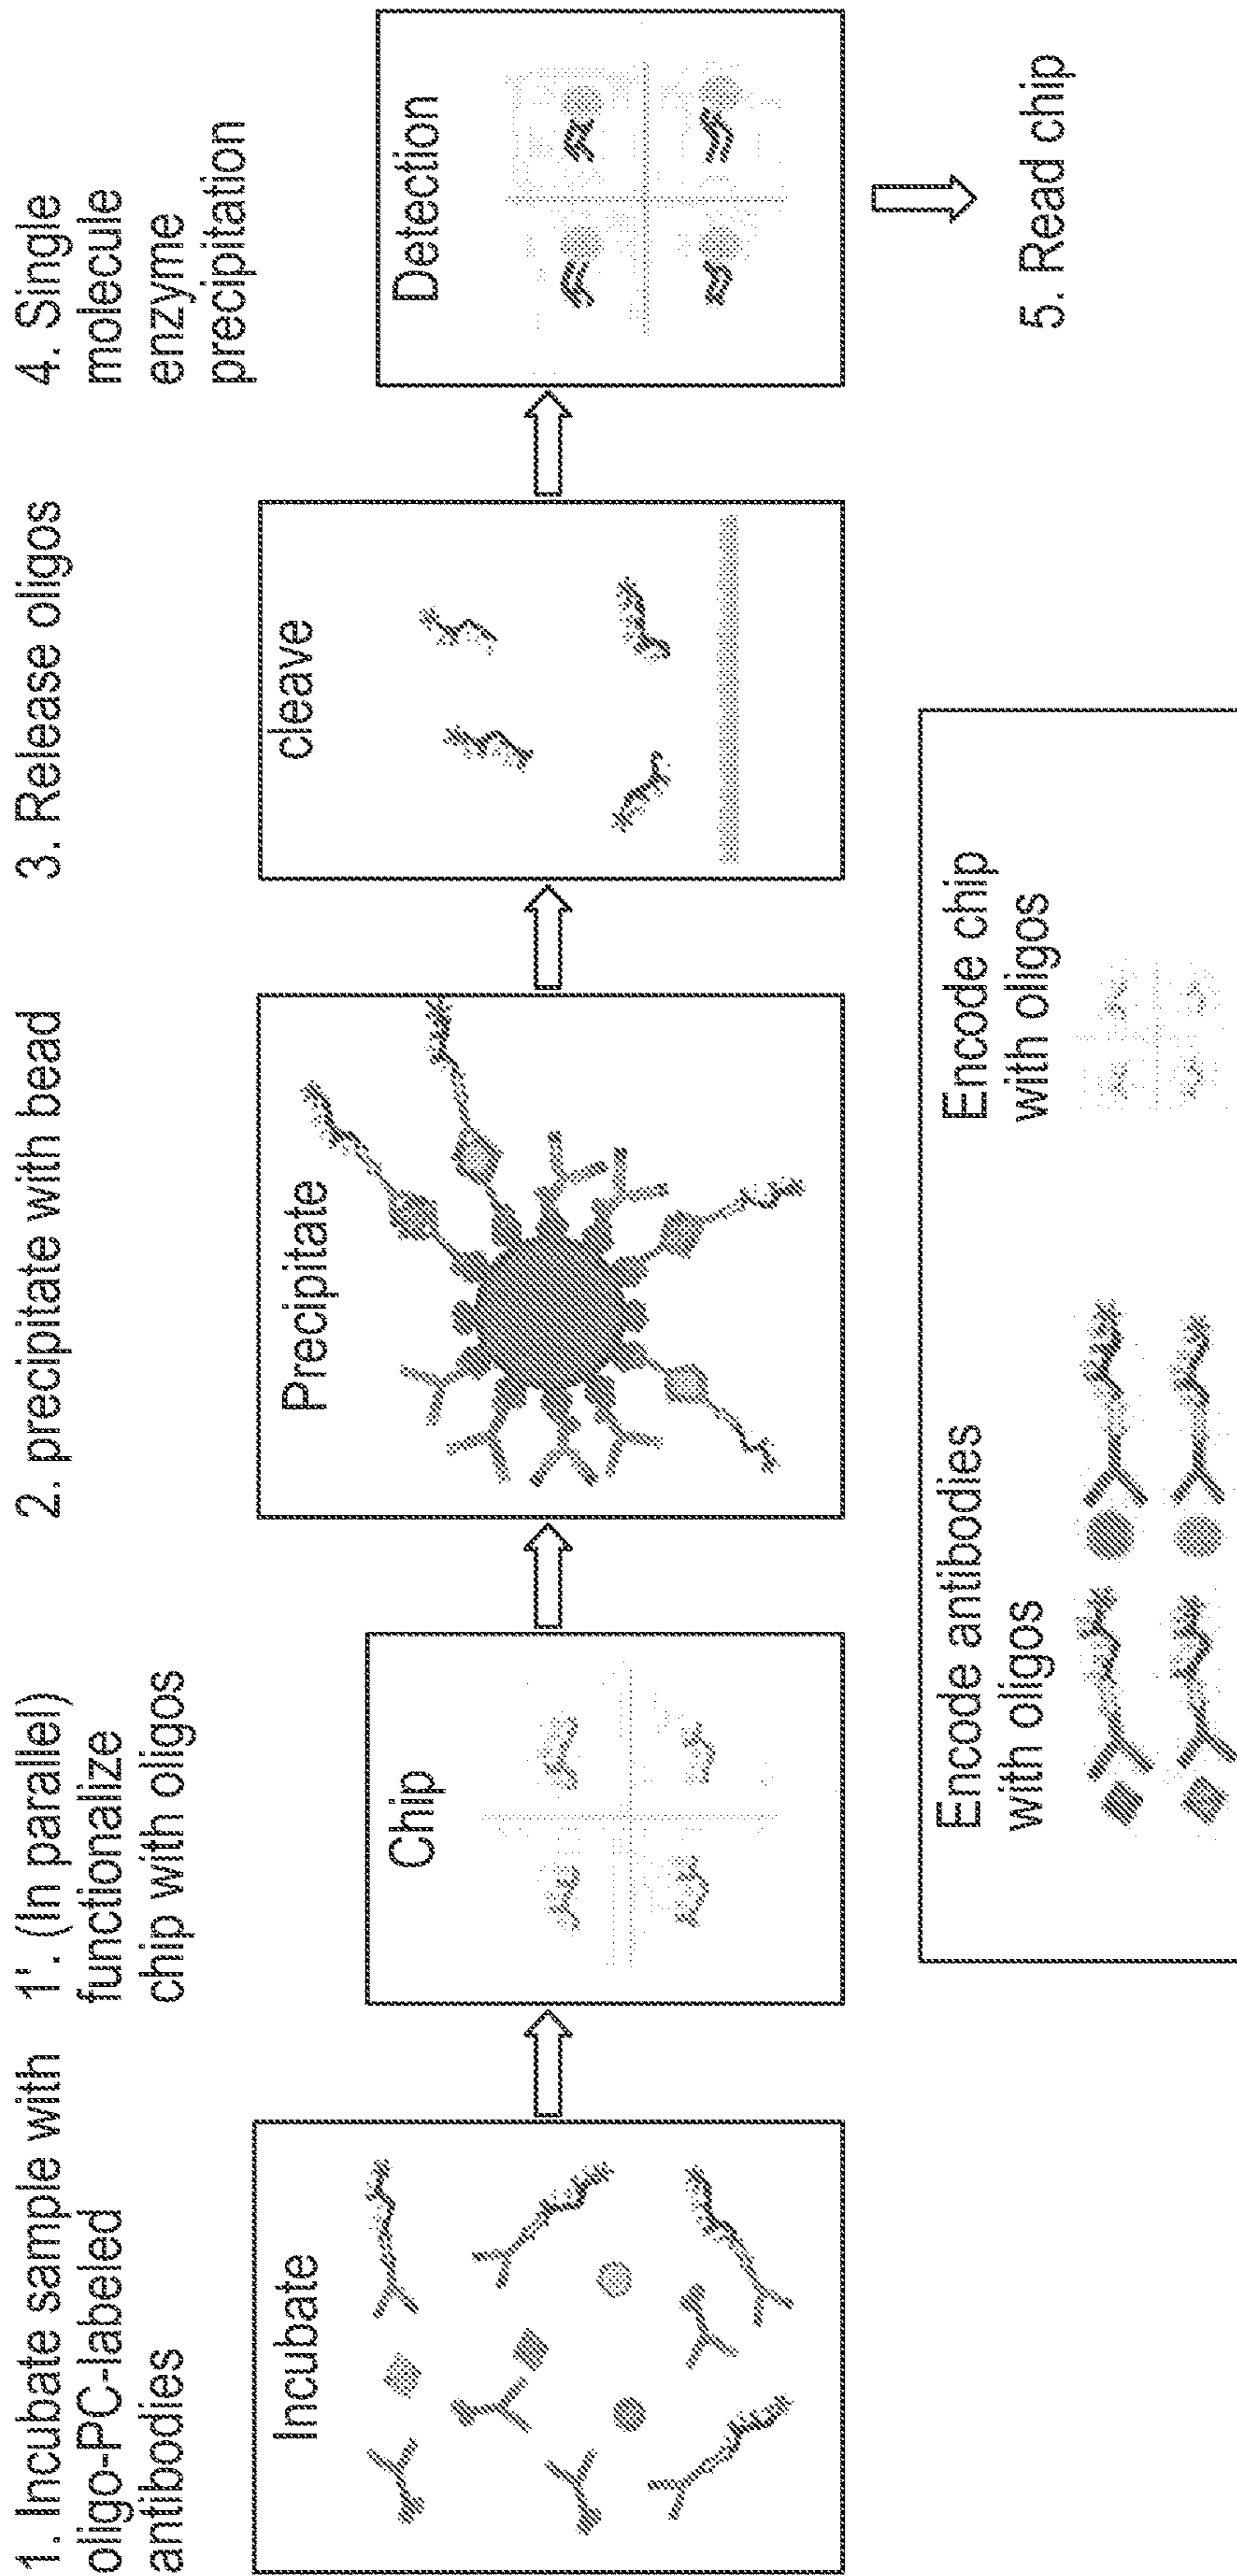 1. Incubate sample with
oligo-PC-labeled
antibodies
1'. (In parallel)
functionalize
chip with oligos
2. precipitate with bead
3. Release oligos
4. Single
molecule
enzyme
precipitation
Incubate
Chip
Precipitate
cleave
Detection
5. Read chip
Encode antibodies
with oligos
Encode chip
with oligos